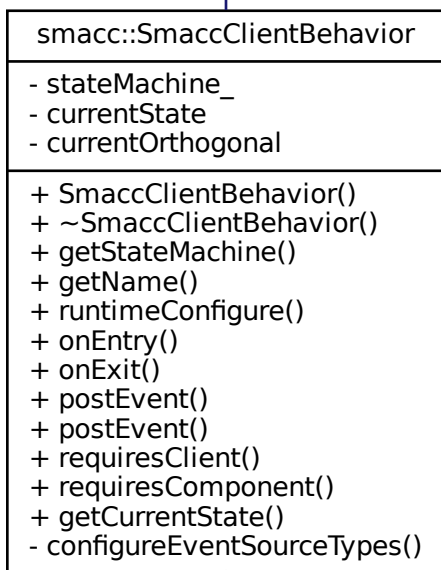 smacc::SmaccClientBehavior
- stateMachine_
- currentState
- currentOrthogonal
+ SmaccClientBehavior()
+ ~SmaccClientBehavior()
+ getStateMachine()
+ getName()
+ runtimeConfigure()
+ onEntry()
+ onExit()
+ postEvent()
+ postEvent()
+ requiresClient()
+ requiresComponent()
+ getCurrentState()
- configureEventSourceTypes()